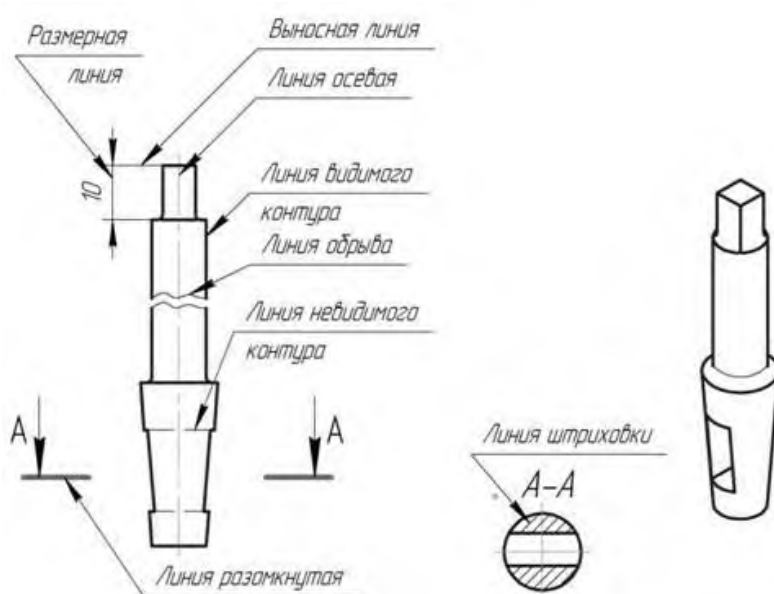 Размерная
линия
Выносная линия
Линия осевая
10
Линия видимого
контура
Линия обрыва
Линия невидимого
контура
А
А
Линия штриховки
А-А
Линия разомкнутая